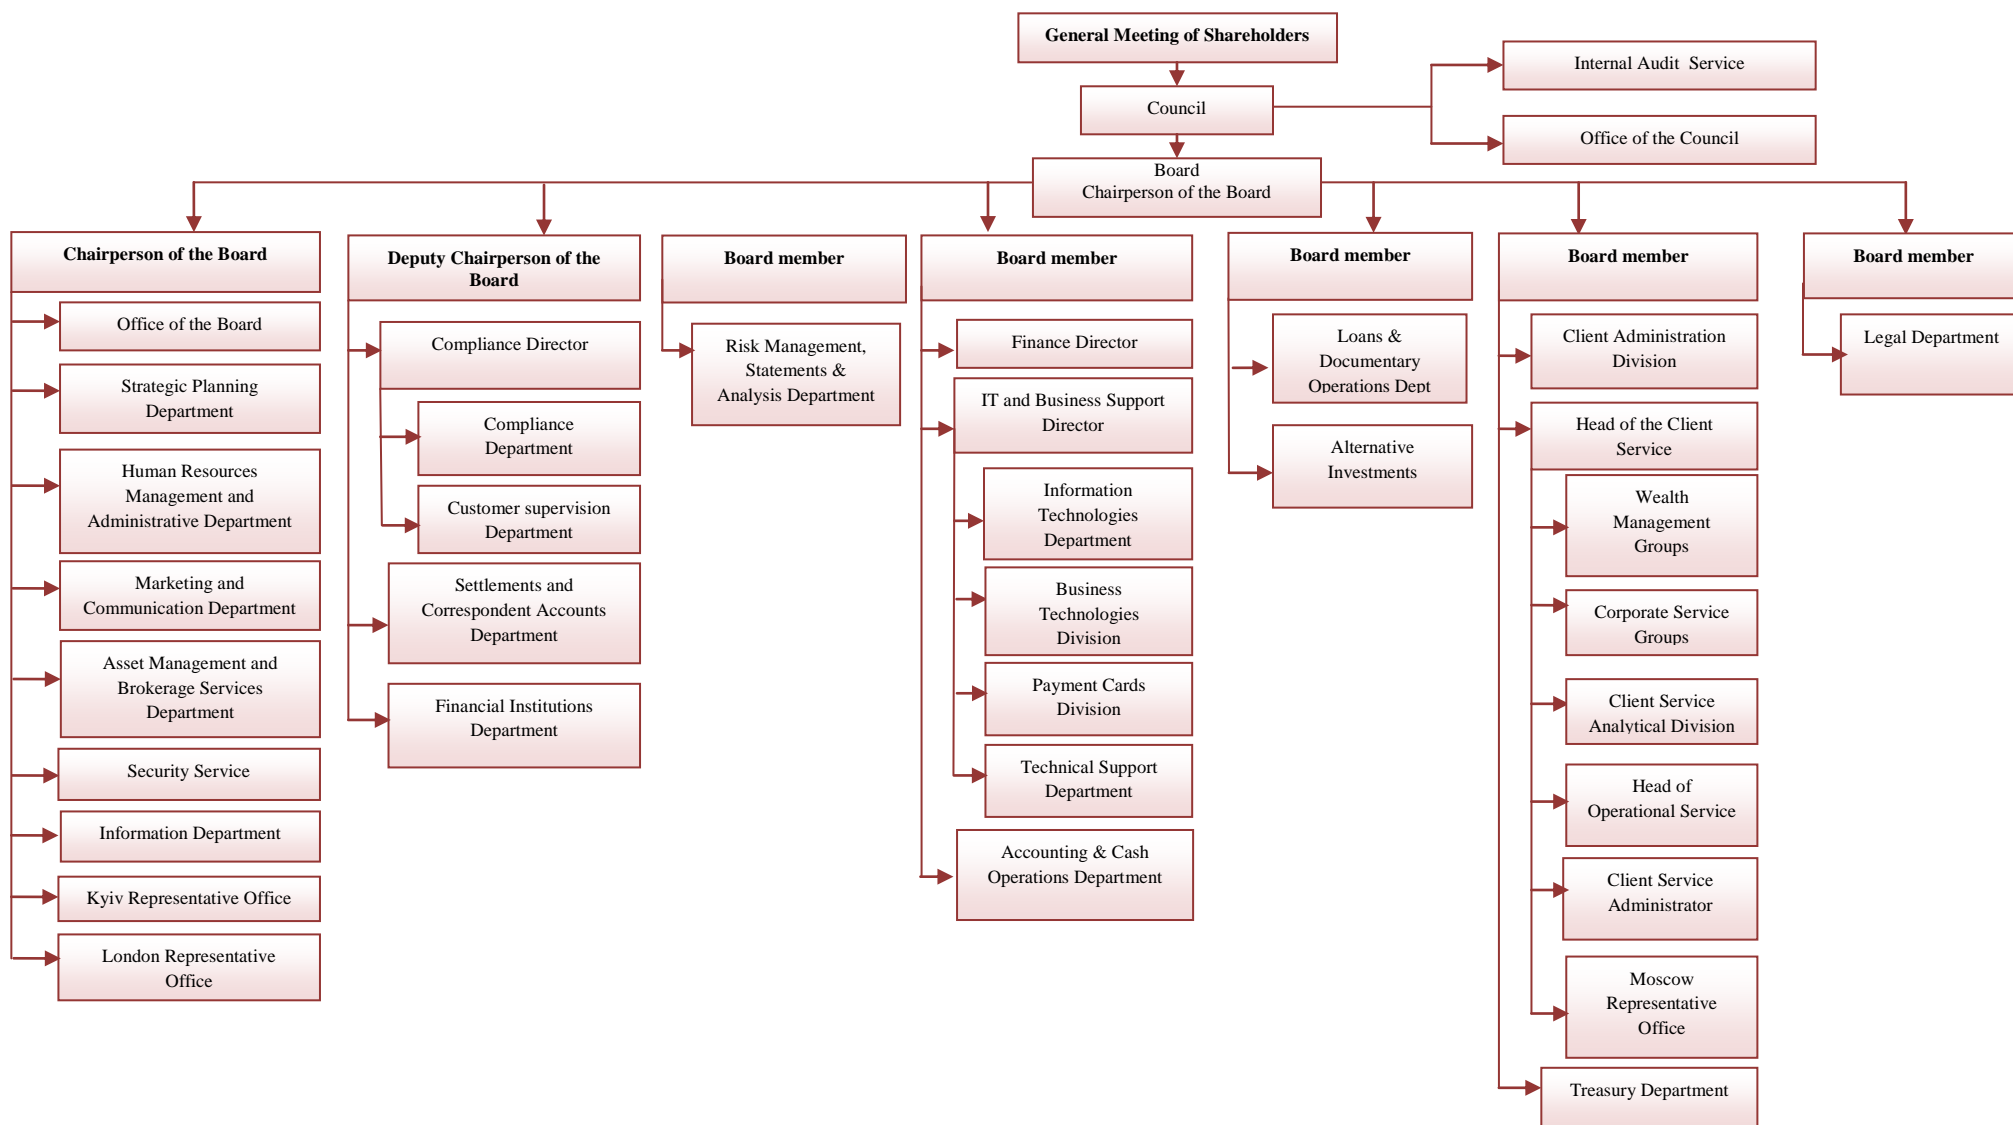 General Meeting of Shareholders
Internal Audit Service
Council
Office of the Council
Board
Chairperson of the Board
Chairperson of the Board
Office of the Board
Strategic Planning
Department
Human Resources
Management and
Administrative Department
Marketing and
Communication Department
Asset Management and
Brokerage Services
Department
Security Service
Information Department
Kyiv Representative Office
London Representative
Office
Deputy Chairperson of the
Board
Compliance Director
Compliance
Department
Customer supervision
Department
Settlements and
Correspondent Accounts
Department
Financial Institutions
Department
Board member
Risk Management,
Statements &
Analysis Department
Board member
Finance Director
IT and Business Support
Director
Information
Technologies
Department
Business
Technologies
Division
Payment Cards
Division
Technical Support
Department
Accounting & Cash
Operations Department
Board member
Loans &
Documentary
Operations Dept
Alternative
Investments
Board member
Client Administration
Division
Head of the Client
Service
Wealth
Management
Groups
Corporate Service
Groups
Client Service
Analytical Division
Head of
Operational Service
Client Service
Administrator
Moscow
Representative
Office
Treasury Department
Board member
Legal Department